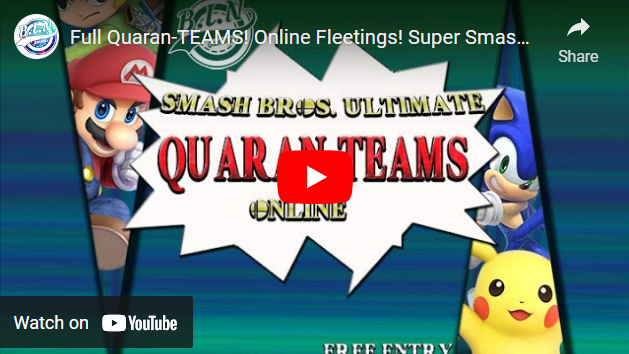 B.L.N
Full Quaran-TEAMS! Online Fleetings! Super Smas...
Share
B.L.N
SMASH BROS. ULTIMATE
QUARAN-TEAMS
ONLINE
Watch on YouTube
FREE ENTRY